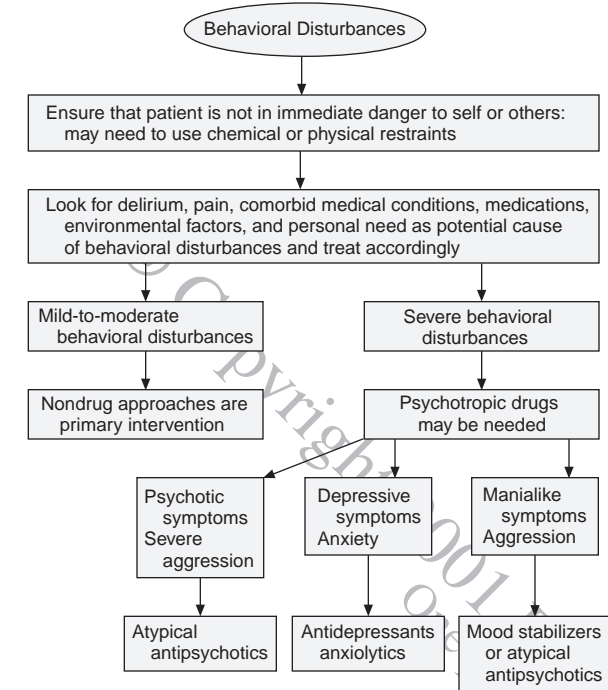 Behavioral Disturbances
Ensure that patient is not in immediate danger to self or others:
may need to use chemical or physical restraints
Look for delirium, pain, comorbid medical conditions, medications,
environmental factors, and personal need as potential cause
of behavioral disturbances and treat accordingly
Mild-to-moderate
behavioral disturbances
Severe behavioral
disturbances
Nondrug approaches are
primary intervention
Psychotropic drugs
may be needed
Psychotic
symptoms
Severe
aggression
Depressive
symptoms
Anxiety
Manialike
symptoms
Aggression
Atypical
antipsychotics
Antidepressants
anxiolytics
Mood stabilizers
or atypical
antipsychotics
© Copyright 2001